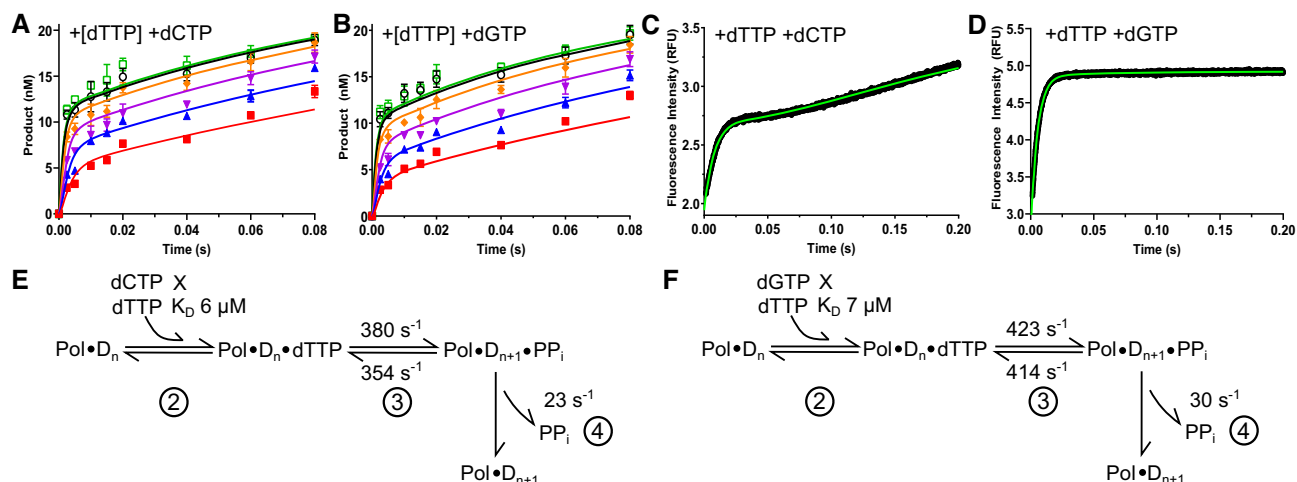 A
+[dTTP] +dCTP
Product (nM)
20
15
10
5
0
0.00 0.02 0.04 0.06 0.08
Time (s)
B
+[dTTP] +dGTP
Product (nM)
20
15
10
5
0
0.00 0.02 0.04 0.06 0.08
Time (s)
C
+dTTP +dCTP
Fluorescence Intensity (RFU)
3.5
3.0
2.5
2.0
0.00 0.05 0.10 0.15 0.20
Time (s)
D
+dTTP +dGTP
Fluorescence Intensity (RFU)
6.0
5.5
5.0
4.5
4.0
3.5
3.0
0.00 0.05 0.10 0.15 0.20
Time (s)
E
dCTP X
dTTP K_D 6 µM
Pol•D_n Pol•D_n•dTTP 380 s⁻¹ 354 s⁻¹ Pol•D_{n+1}•PP_i
② ③ 23 s⁻¹
PP_i ④
Pol•D_{n+1}
F
dGTP X
dTTP K_D 7 µM
Pol•D_n Pol•D_n•dTTP 423 s⁻¹ 414 s⁻¹ Pol•D_{n+1}•PP_i
② ③ 30 s⁻¹
PP_i ④
Pol•D_{n+1}